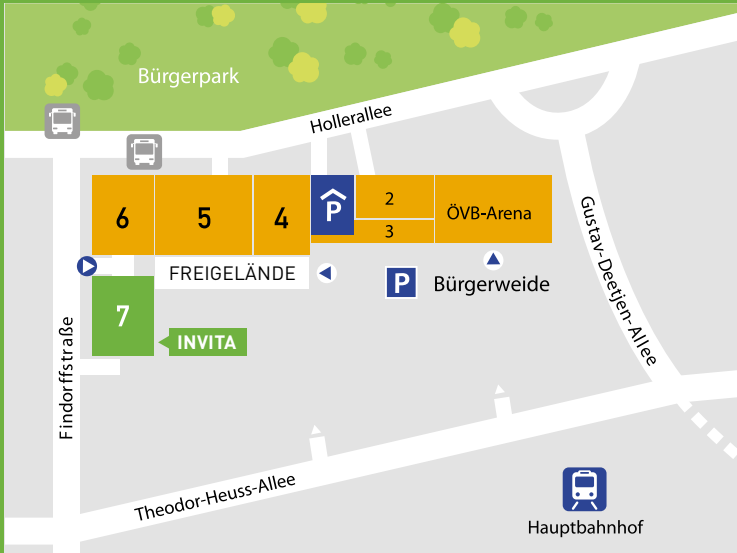 Bürgerpark
Hollerallee
6
5
4
P
2
3
ÖVB-Arena
Gustav-Deetjen-Allee
FREIGELÄNDE
P
Bürgerweide
7
INVITA
Findorffstraße
Theodor-Heuss-Allee
Hauptbahnhof